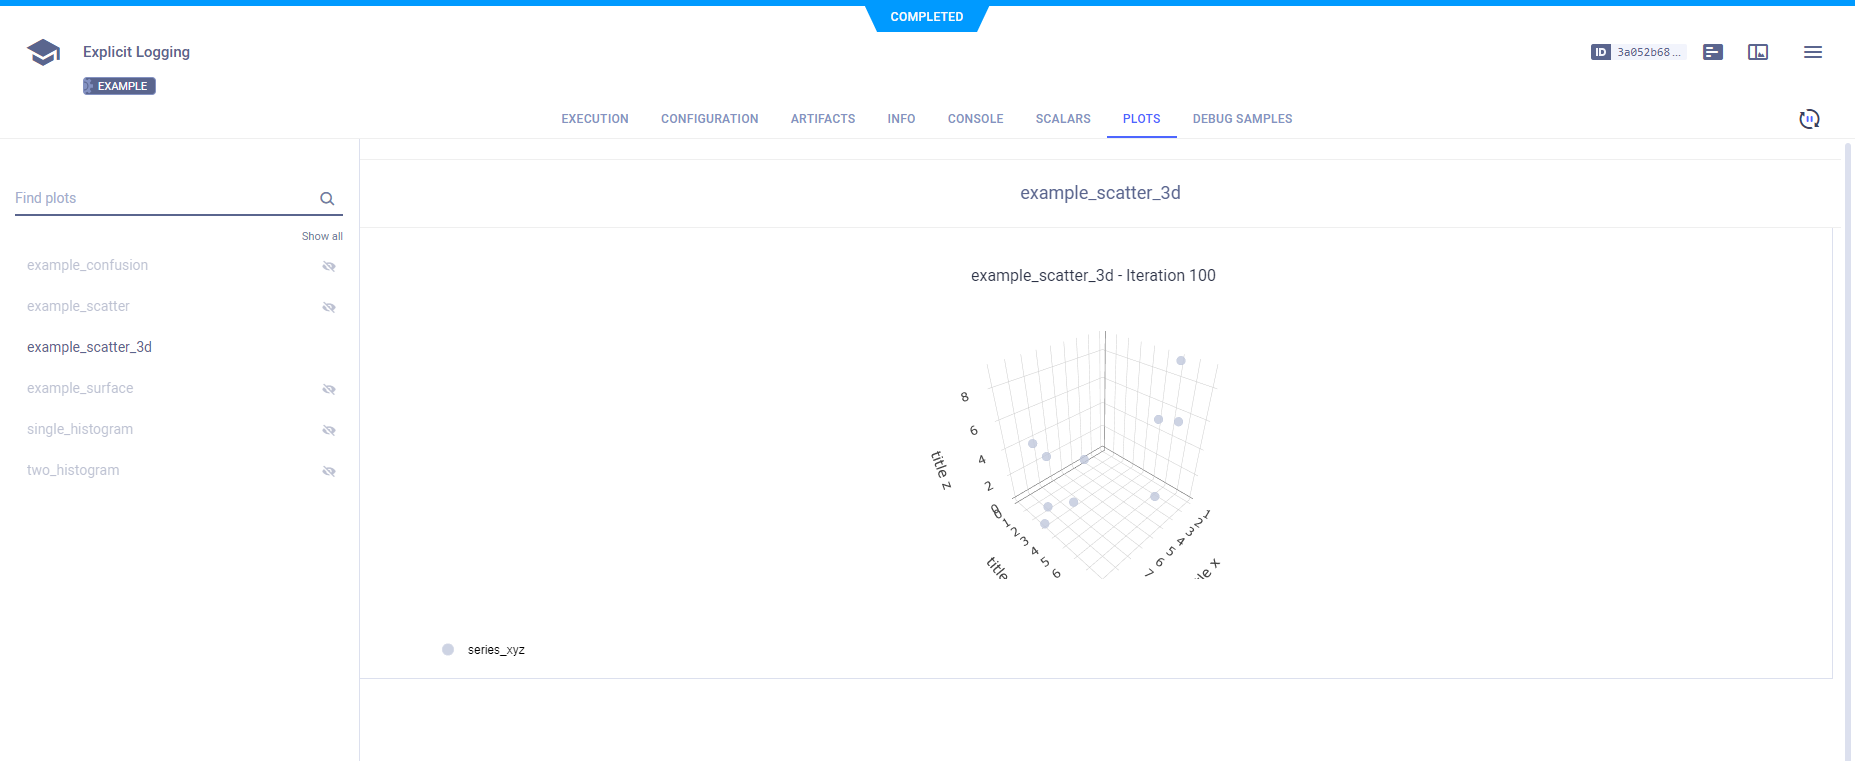 COMPLETED
Explicit Logging
EXAMPLE
ID 3a052b68...
EXECUTION CONFIGURATION ARTIFACTS INFO CONSOLE SCALARS PLOTS DEBUG SAMPLES
Find plots
Show all
example_confusion
example_scatter
example_scatter_3d
example_surface
single_histogram
two_histogram
example_scatter_3d
example_scatter_3d - Iteration 100
8
6
4
2
0
title z
0
1
2
3
4
5
6
title
1
2
3
4
5
6
7
le x
series_xyz